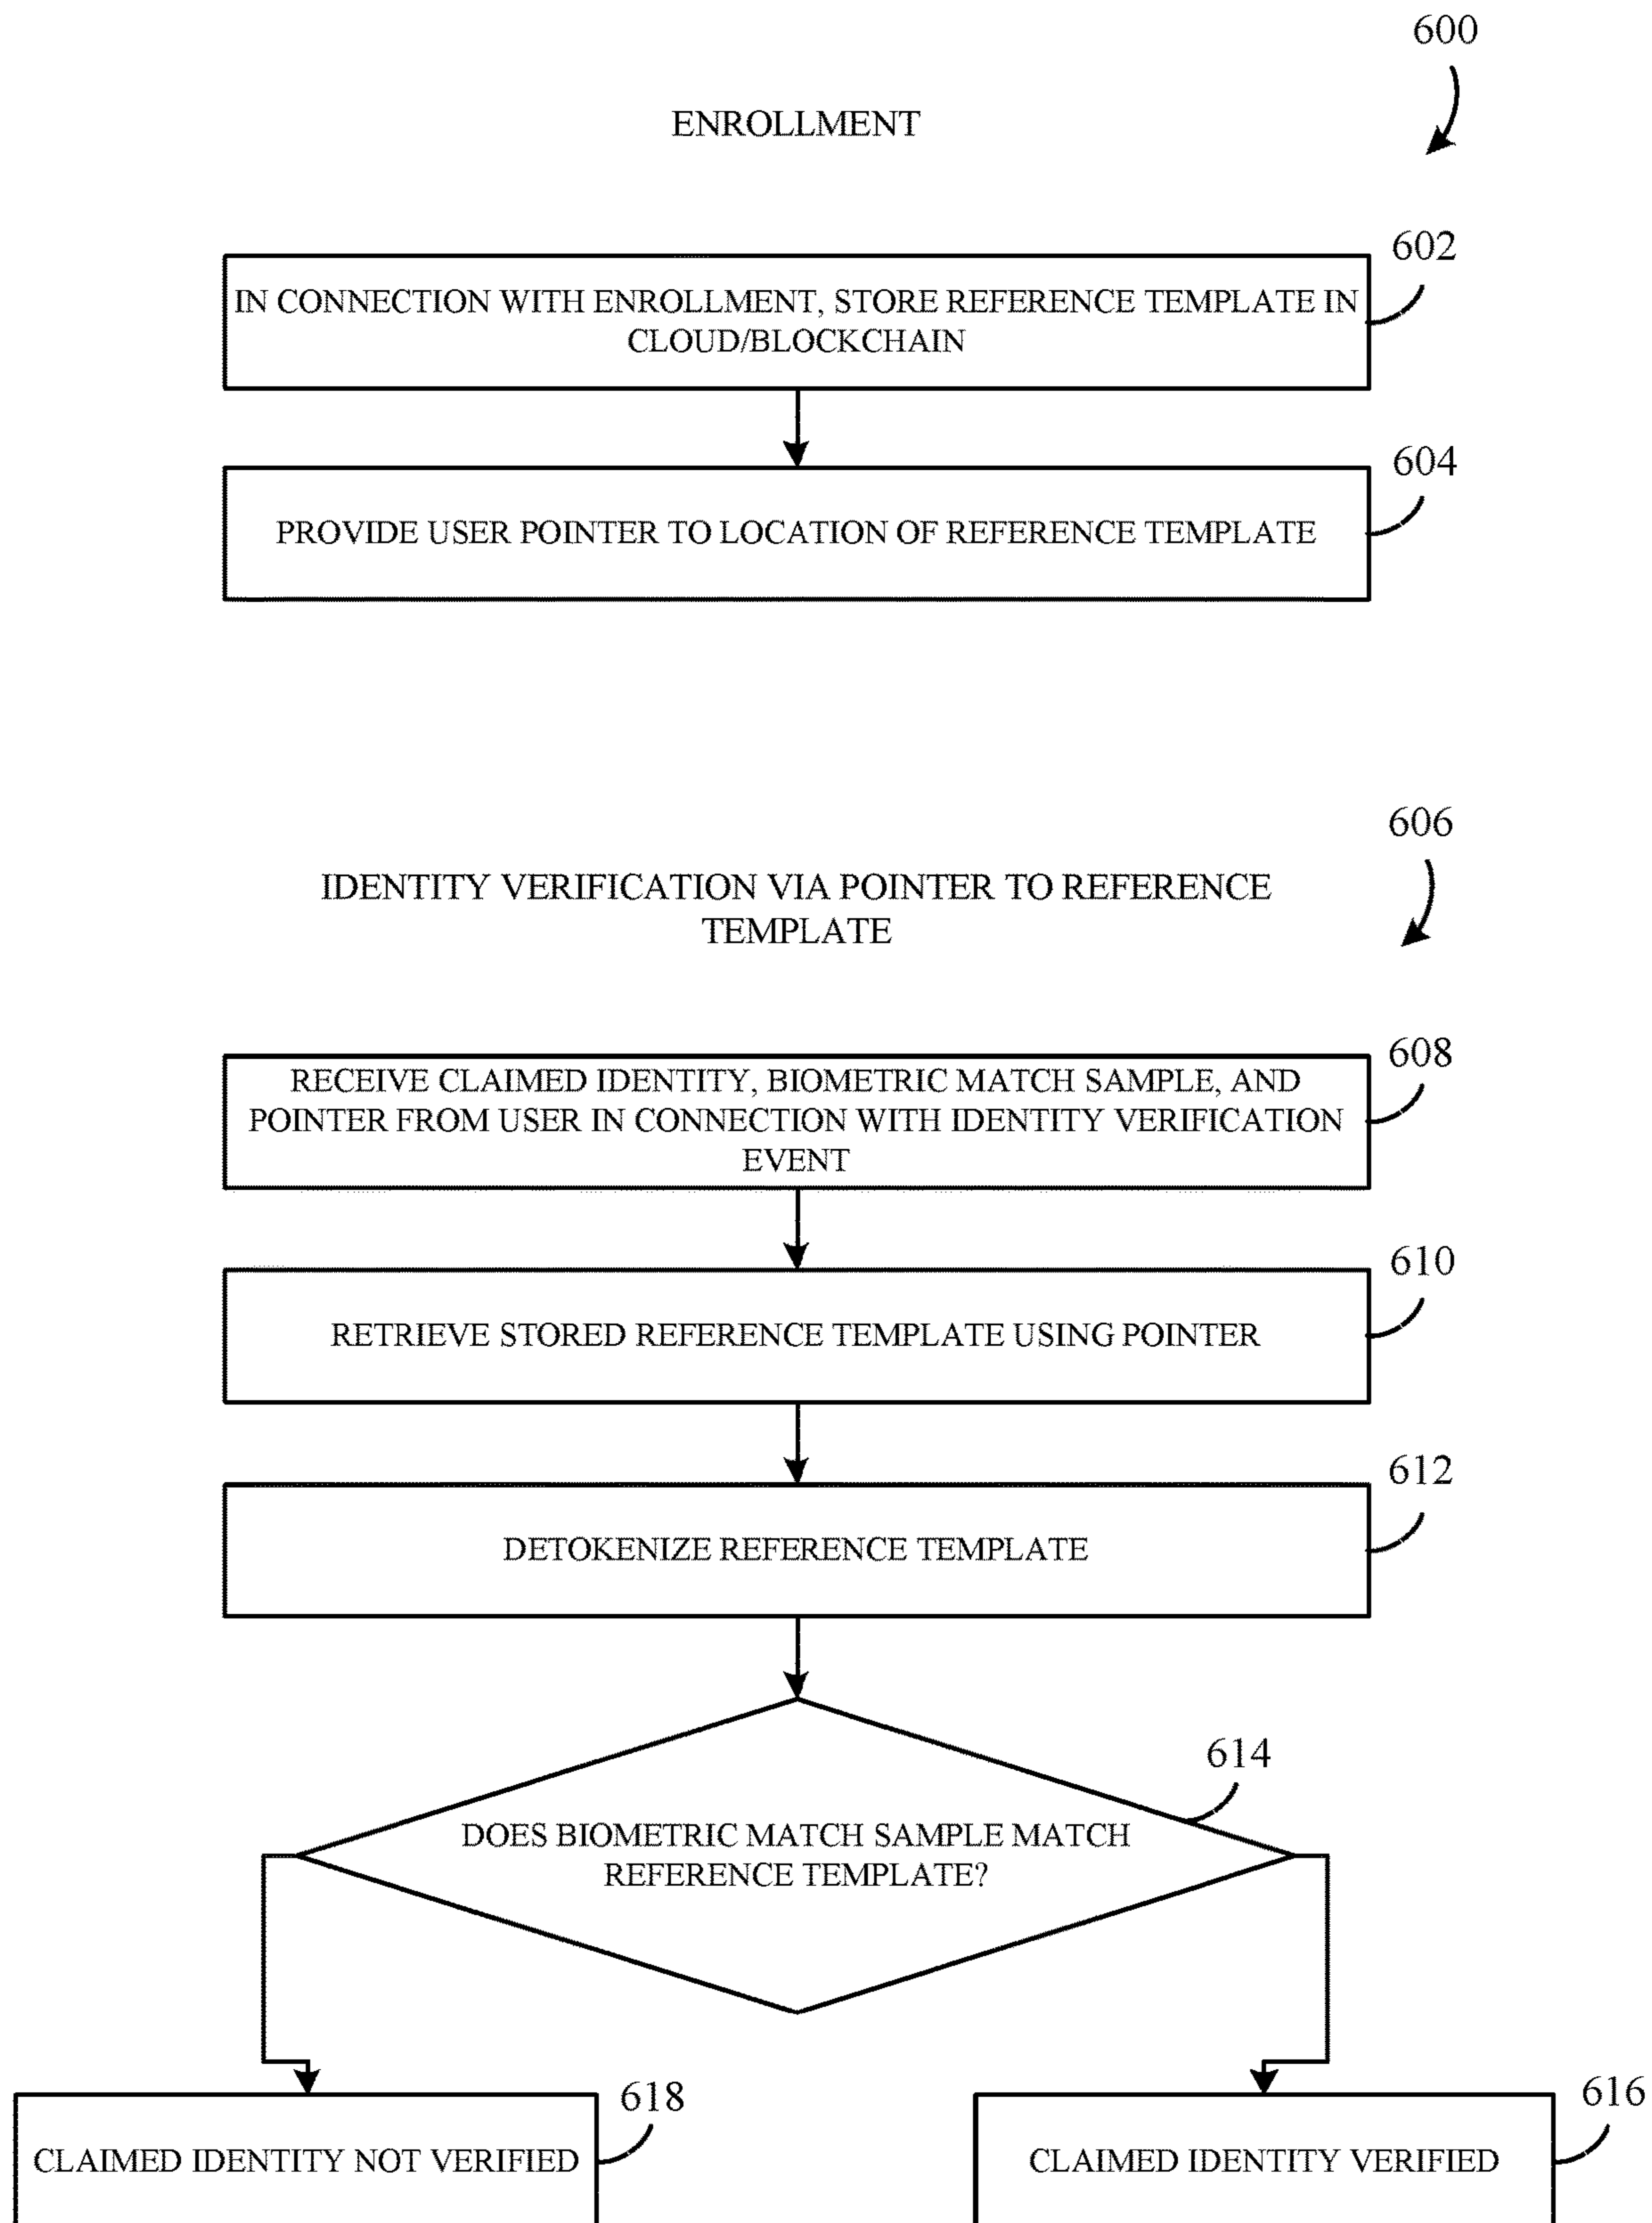 600
ENROLLMENT
602
IN CONNECTION WITH ENROLLMENT, STORE REFERENCE TEMPLATE IN
CLOUD/BLOCKCHAIN
604
PROVIDE USER POINTER TO LOCATION OF REFERENCE TEMPLATE
606
IDENTITY VERIFICATION VIA POINTER TO REFERENCE
TEMPLATE
608
RECEIVE CLAIMED IDENTITY, BIOMETRIC MATCH SAMPLE, AND
POINTER FROM USER IN CONNECTION WITH IDENTITY VERIFICATION
EVENT
610
RETRIEVE STORED REFERENCE TEMPLATE USING POINTER
612
DETOKENIZE REFERENCE TEMPLATE
614
DOES BIOMETRIC MATCH SAMPLE MATCH
REFERENCE TEMPLATE?
618
CLAIMED IDENTITY NOT VERIFIED
616
CLAIMED IDENTITY VERIFIED